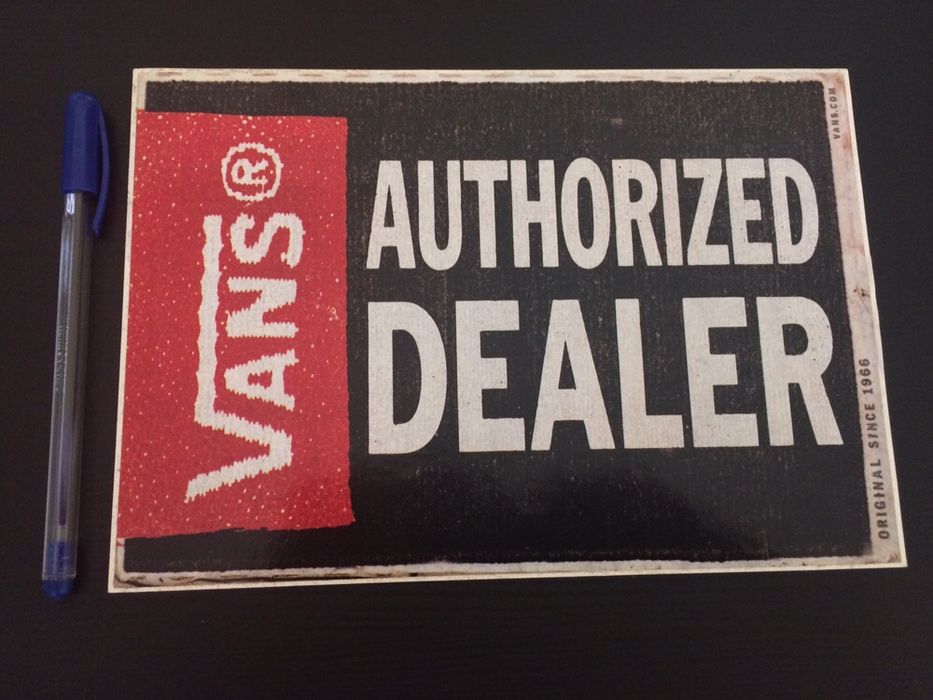 VANS®
AUTHORIZED
DEALER
VANS.COM
ORIGINAL SINCE 1966